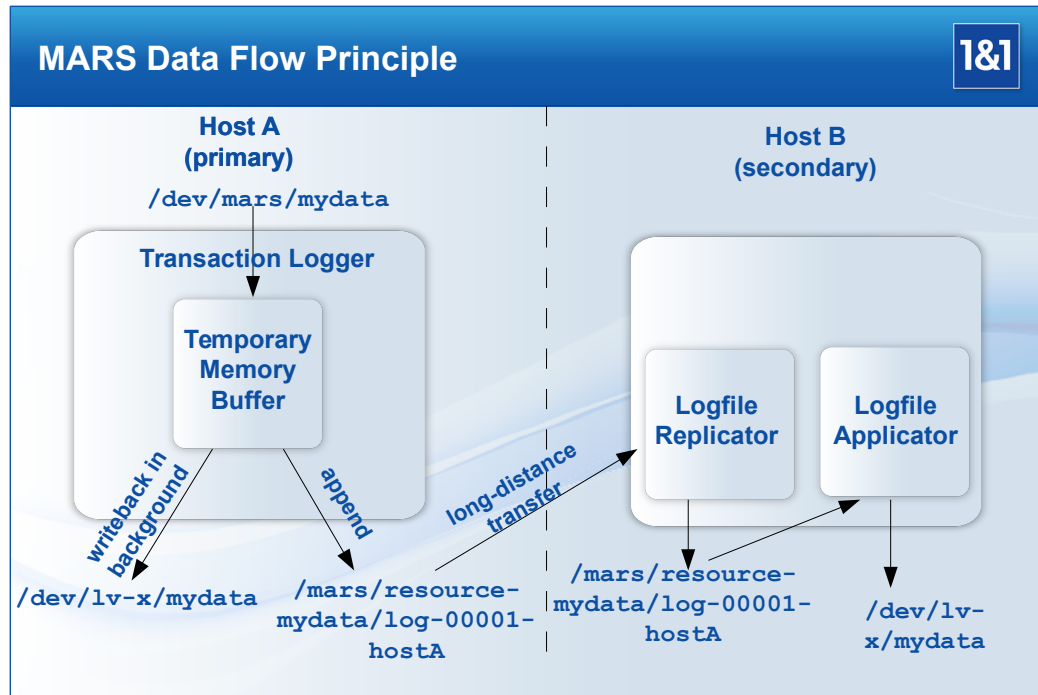 MARS Data Flow Principle
1&1
Host A
(primary)
/dev/mars/mydata
Transaction Logger
Temporary
Memory
Buffer
writeback in
background
append
/dev/lv-x/mydata
/mars/resource-
mydata/log-00001-
hostA
long-distance
transfer
Host B
(secondary)
Logfile
Replicator
Logfile
Applicator
/mars/resource-
mydata/log-00001-
hostA
/dev/lv-
x/mydata